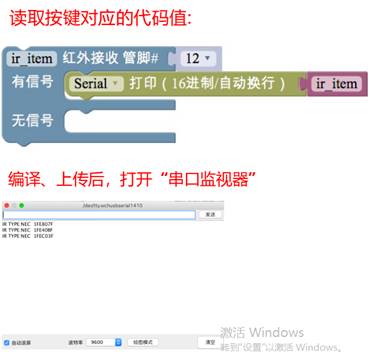 读取按键对应的代码值:
ir_item 红外接收 管脚# 12
有信号 Serial 打印（16进制/自动换行） ir_item
无信号
编译、上传后，打开“串口监视器”
/dev/tty.wchusbserial1410
发送
IR TYPE:NEC 1FE807F
IR TYPE:NEC 1FE40BF
IR TYPE:NEC 1FEC03F
自动滚屏 波特率 9600 绘图模式 清空
激活 Windows
转到“设置”以激活 Windows。